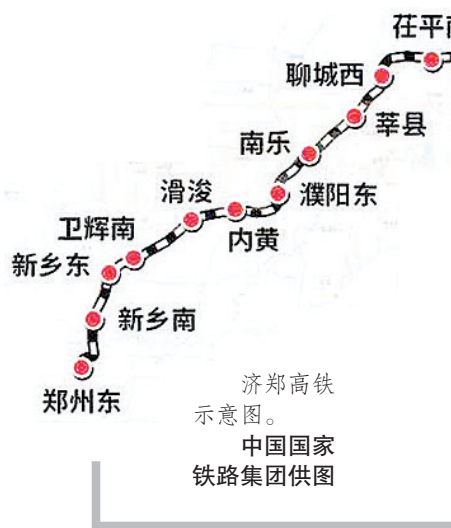 茌平南
聊城西
莘县
南乐
濮阳东
滑浚
内黄
卫辉南
新乡东
新乡南
郑州东
济郑高铁
示意图。
中国国家
铁路集团供图